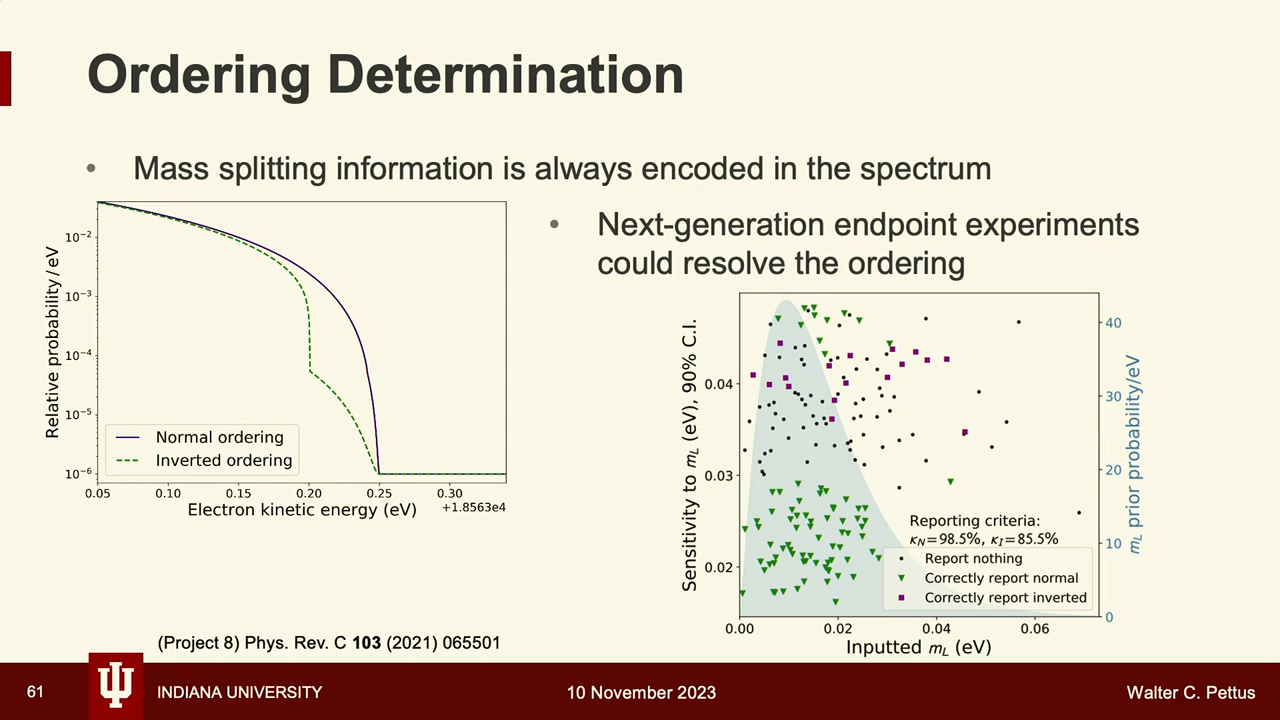 Ordering Determination
• Mass splitting information is always encoded in the spectrum
10⁻²
10⁻³
10⁻⁴
10⁻⁵
10⁻⁶
Relative probability / eV
Normal ordering
Inverted ordering
0.05 0.10 0.15 0.20 0.25 0.30
Electron kinetic energy (eV)
+1.8563e4
• Next-generation endpoint experiments
could resolve the ordering
Sensitivity to m_L (eV), 90% C.I.
0.04
0.03
0.02
40
30
20
10
0
m_L prior probability/eV
Reporting criteria:
κ_N=98.5%, κ_I=85.5%
Report nothing
Correctly report normal
Correctly report inverted
0.00 0.02 0.04 0.06
Inputted m_L (eV)
(Project 8) Phys. Rev. C 103 (2021) 065501
61 INDIANA UNIVERSITY 10 November 2023 Walter C. Pettus